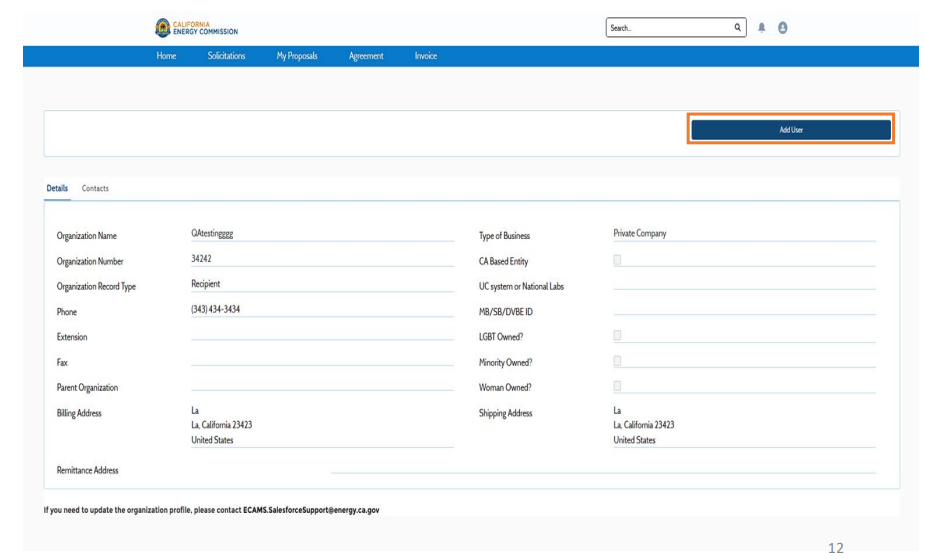 CALIFORNIA
ENERGY COMMISSION
Search...
Home Solicitations My Proposals Agreement Invoice
Add User
Details Contacts
Organization Name QAtestingggg Type of Business Private Company
Organization Number 34242 CA Based Entity
Organization Record Type Recipient UC system or National Labs
Phone (343) 434-3434 MB/SB/DVBE ID
Extension LGBT Owned?
Fax Minority Owned?
Parent Organization Woman Owned?
Billing Address La Shipping Address La
La, California 23423 La, California 23423
United States United States
Remittance Address
If you need to update the organization profile, please contact ECAMS.SalesforceSupport@energy.ca.gov
12